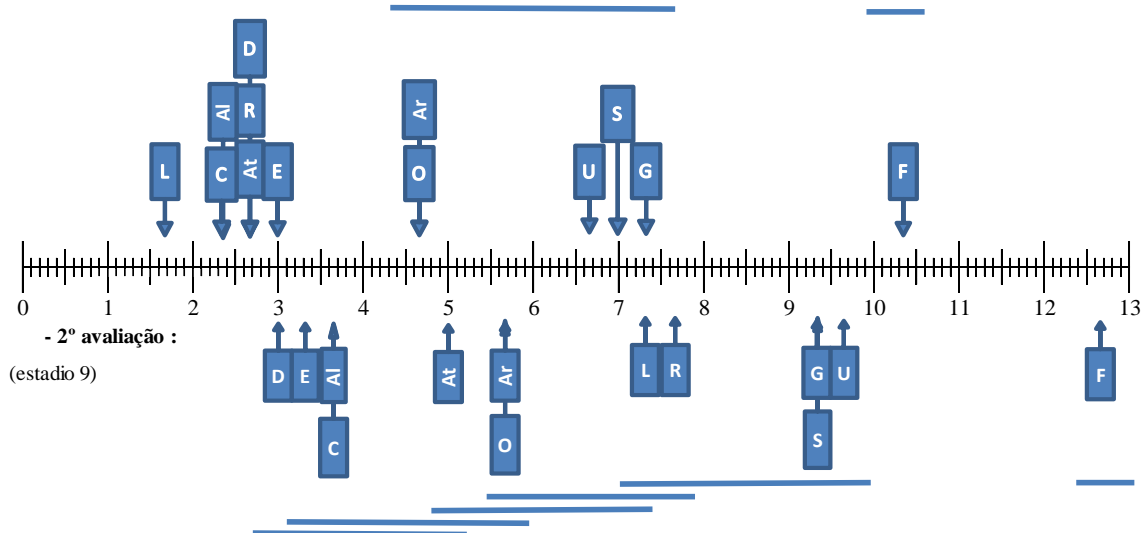 D
Al R Ar S
L C At E O U G F
0 1 2 3 4 5 6 7 8 9 10 11 12 13
- 2º avaliação :
(estadio 9)
D E Al At Ar L R G U F
C O S